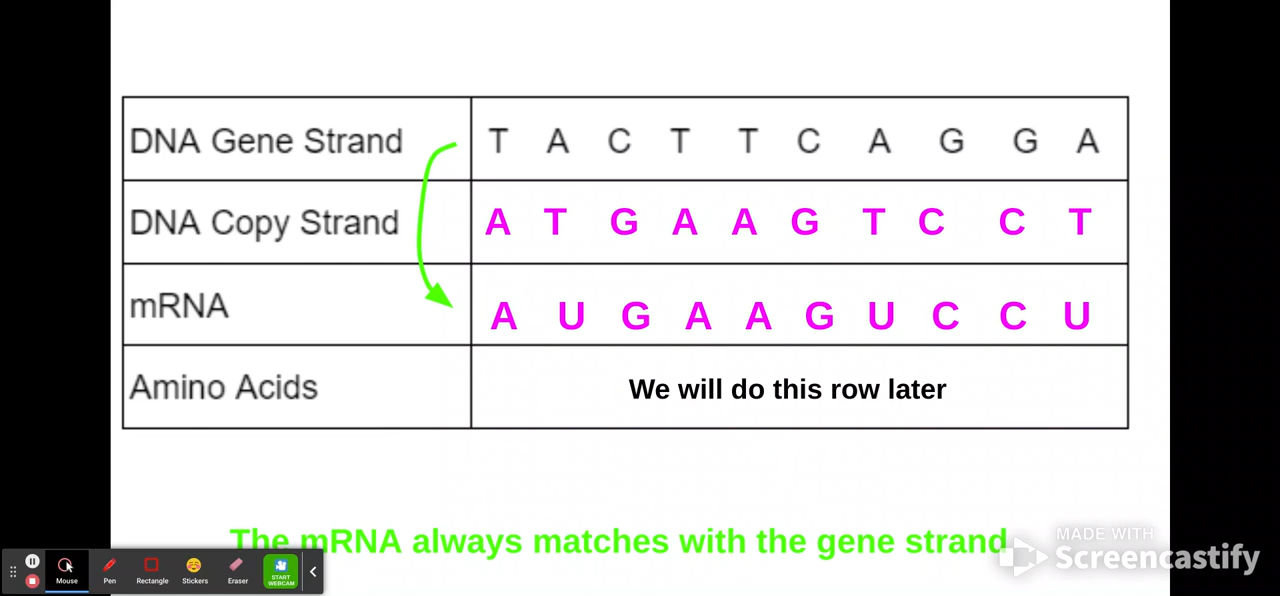 DNA Gene Strand T A C T T C A G G A
DNA Copy Strand A T G A A G T C C T
mRNA A U G A A G U C C U
Amino Acids We will do this row later
The mRNA always matches with the gene strand
MADE WITH
Screencastify
Mouse Pen Rectangle Stickers Eraser START
WEBCAM